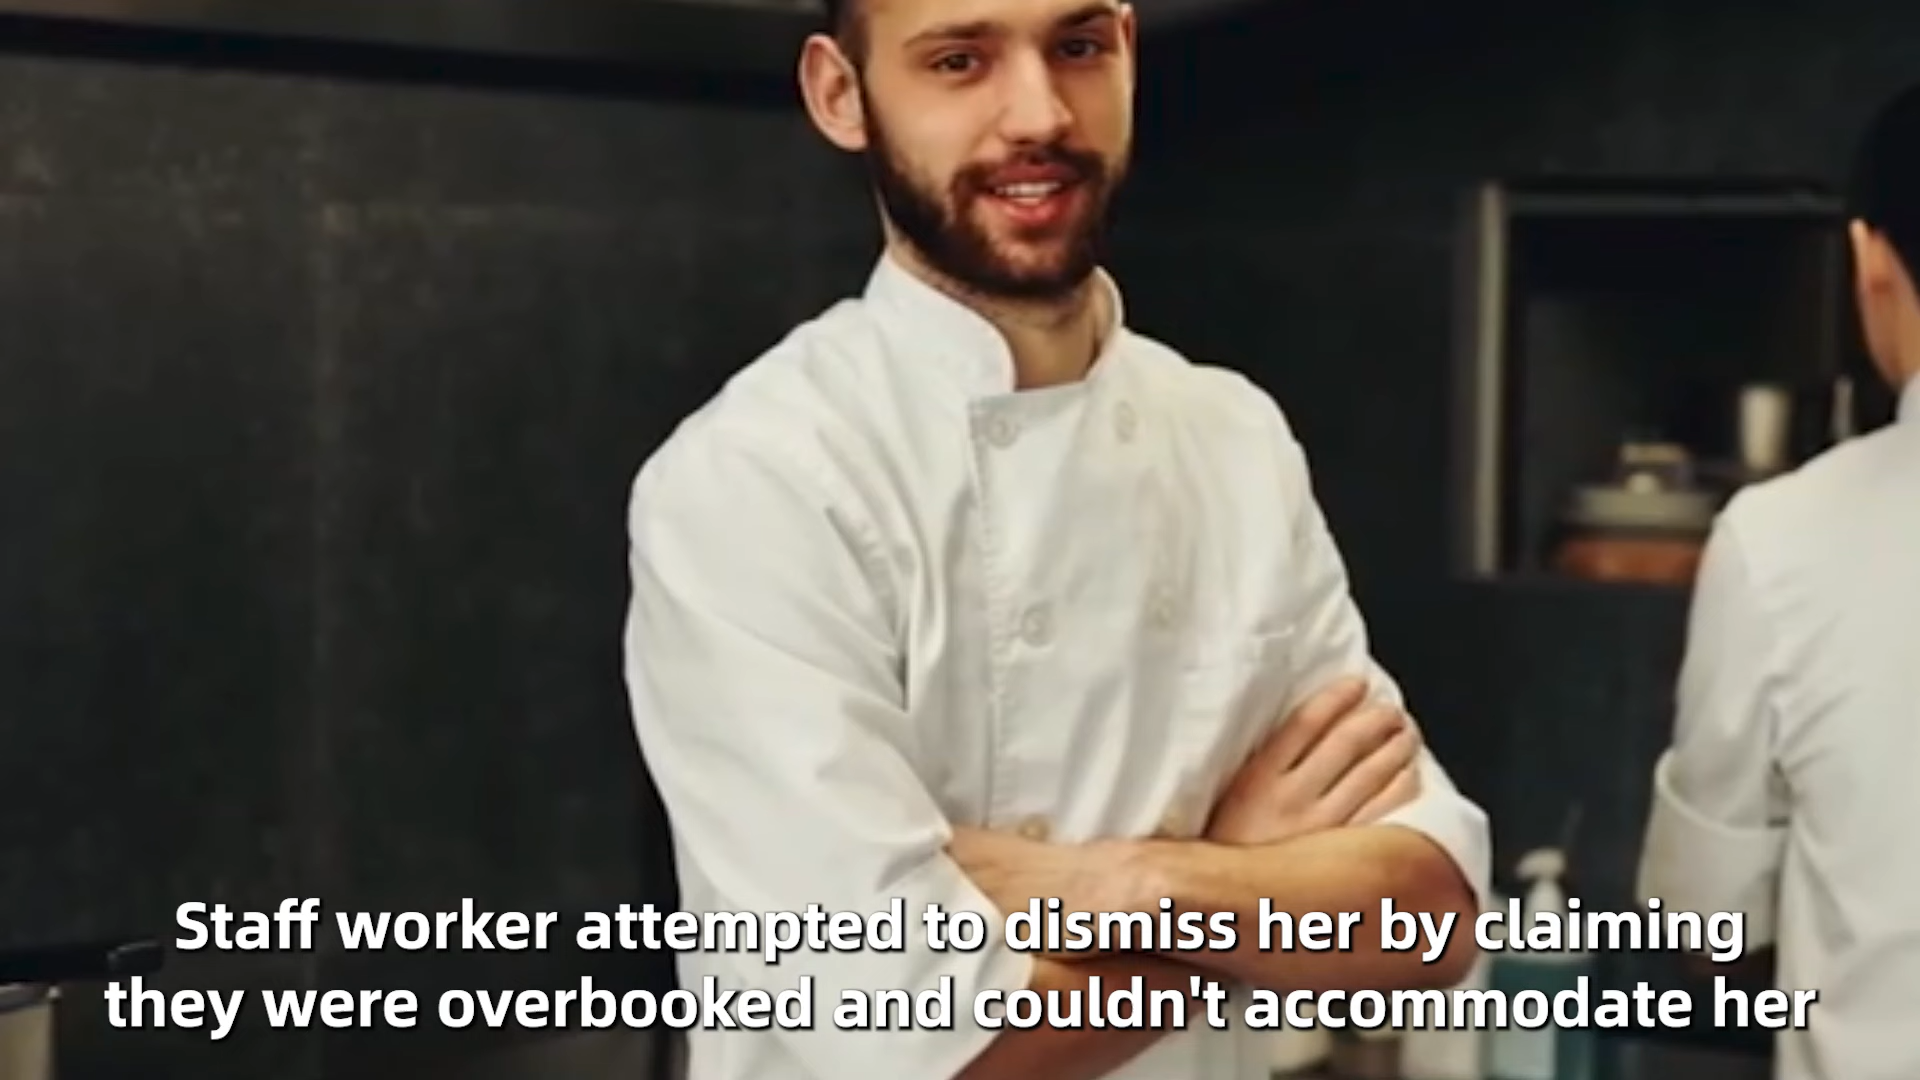 Staff worker attempted to dismiss her by claiming
they were overbooked and couldn't accommodate her